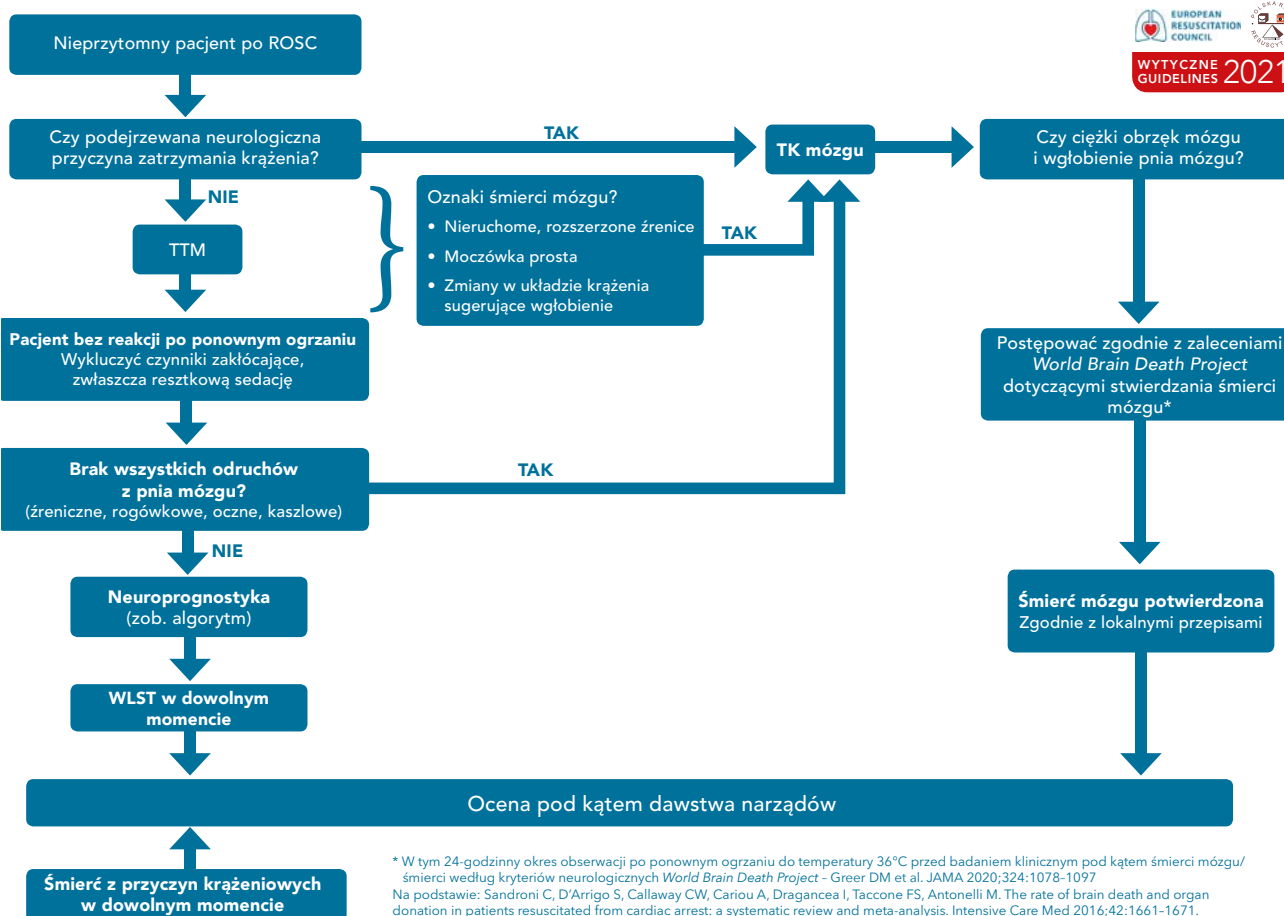 Nieprzytomny pacjent po ROSC
EUROPEAN
RESUSCITATION
COUNCIL
WYTYCZNE
GUIDELINES 2021
Czy podejrzewana neurologiczna
przyczyna zatrzymania krążenia?
TAK
TK mózgu
Czy ciężki obrzęk mózgu
i wgłobienie pnia mózgu?
NIE
TTM
Oznaki śmierci mózgu?
• Nieruchome, rozszerzone źrenice
• Moczówka prosta
• Zmiany w układzie krążenia
sugerujące wgłobienie
TAK
Pacjent bez reakcji po ponownym ogrzaniu
Wykluczyć czynniki zakłócające,
zwłaszcza resztkową sedację
Postępować zgodnie z zaleceniami
World Brain Death Project
dotyczącymi stwierdzania śmierci
mózgu*
Brak wszystkich odruchów
z pnia mózgu?
(źreniczne, rogówkowe, oczne, kaszlowe)
TAK
NIE
Neuroprognostyka
(zob. algorytm)
Śmierć mózgu potwierdzona
Zgodnie z lokalnymi przepisami
WLST w dowolnym
momencie
Ocena pod kątem dawstwa narządów
Śmierć z przyczyn krążeniowych
w dowolnym momencie
* W tym 24-godzinny okres obserwacji po ponownym ogrzaniu do temperatury 36°C przed badaniem klinicznym pod kątem śmierci mózgu/
śmierci według kryteriów neurologicznych World Brain Death Project – Greer DM et al. JAMA 2020;324:1078–1097
Na podstawie: Sandroni C, D'Arrigo S, Callaway CW, Cariou A, Dragancea I, Taccone FS, Antonelli M. The rate of brain death and organ
donation in patients resuscitated from cardiac arrest: a systematic review and meta-analysis. Intensive Care Med 2016;42:1661-1671.